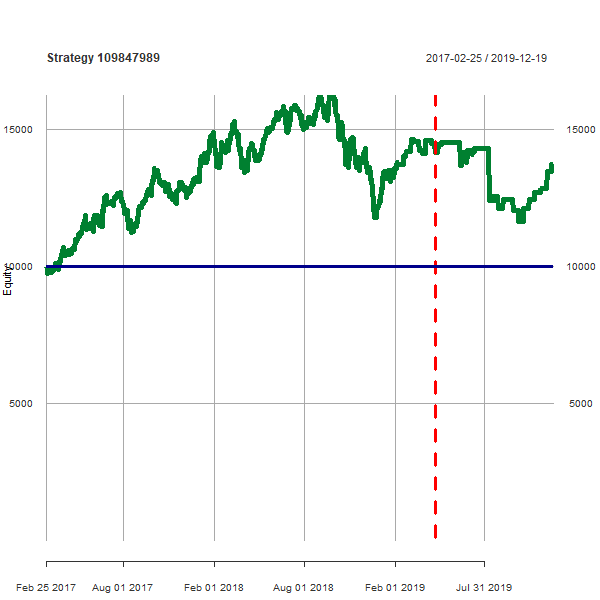 Strategy 109847989
2017-02-25 / 2019-12-19
15000
15000
10000
10000
Equity
5000
5000
Feb 25 2017
Aug 01 2017
Feb 01 2018
Aug 01 2018
Feb 01 2019
Jul 31 2019